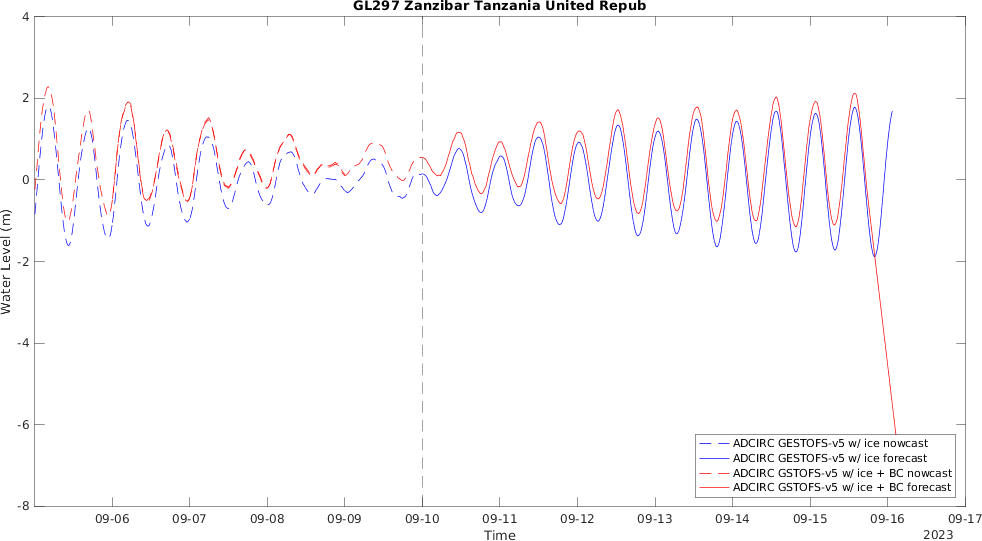 GL297 Zanzibar Tanzania United Repub
4
2
0
-2
-4
-6
-8
Water Level (m)
ADCIRC GESTOFS-v5 w/ ice nowcast
ADCIRC GESTOFS-v5 w/ ice forecast
ADCIRC GSTOFS-v5 w/ ice + BC nowcast
ADCIRC GSTOFS-v5 w/ ice + BC forecast
09-06 09-07 09-08 09-09 09-10 09-11 09-12 09-13 09-14 09-15 09-16 09-17
Time
2023